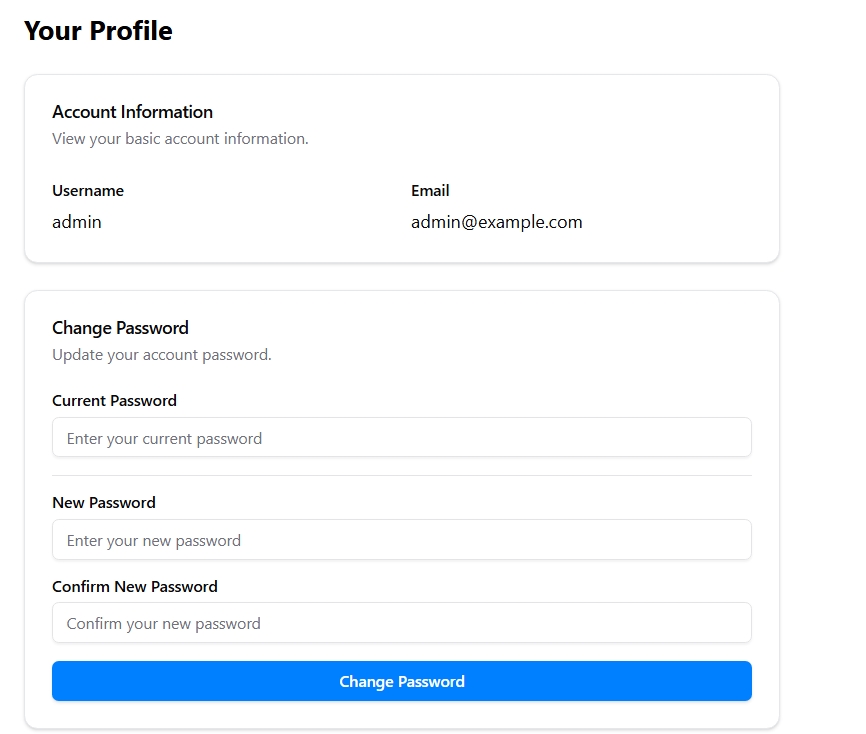 Your Profile
Account Information
View your basic account information.
Username
Email
admin
admin@example.com
Change Password
Update your account password.
Current Password
Enter your current password
New Password
Enter your new password
Confirm New Password
Confirm your new password
Change Password